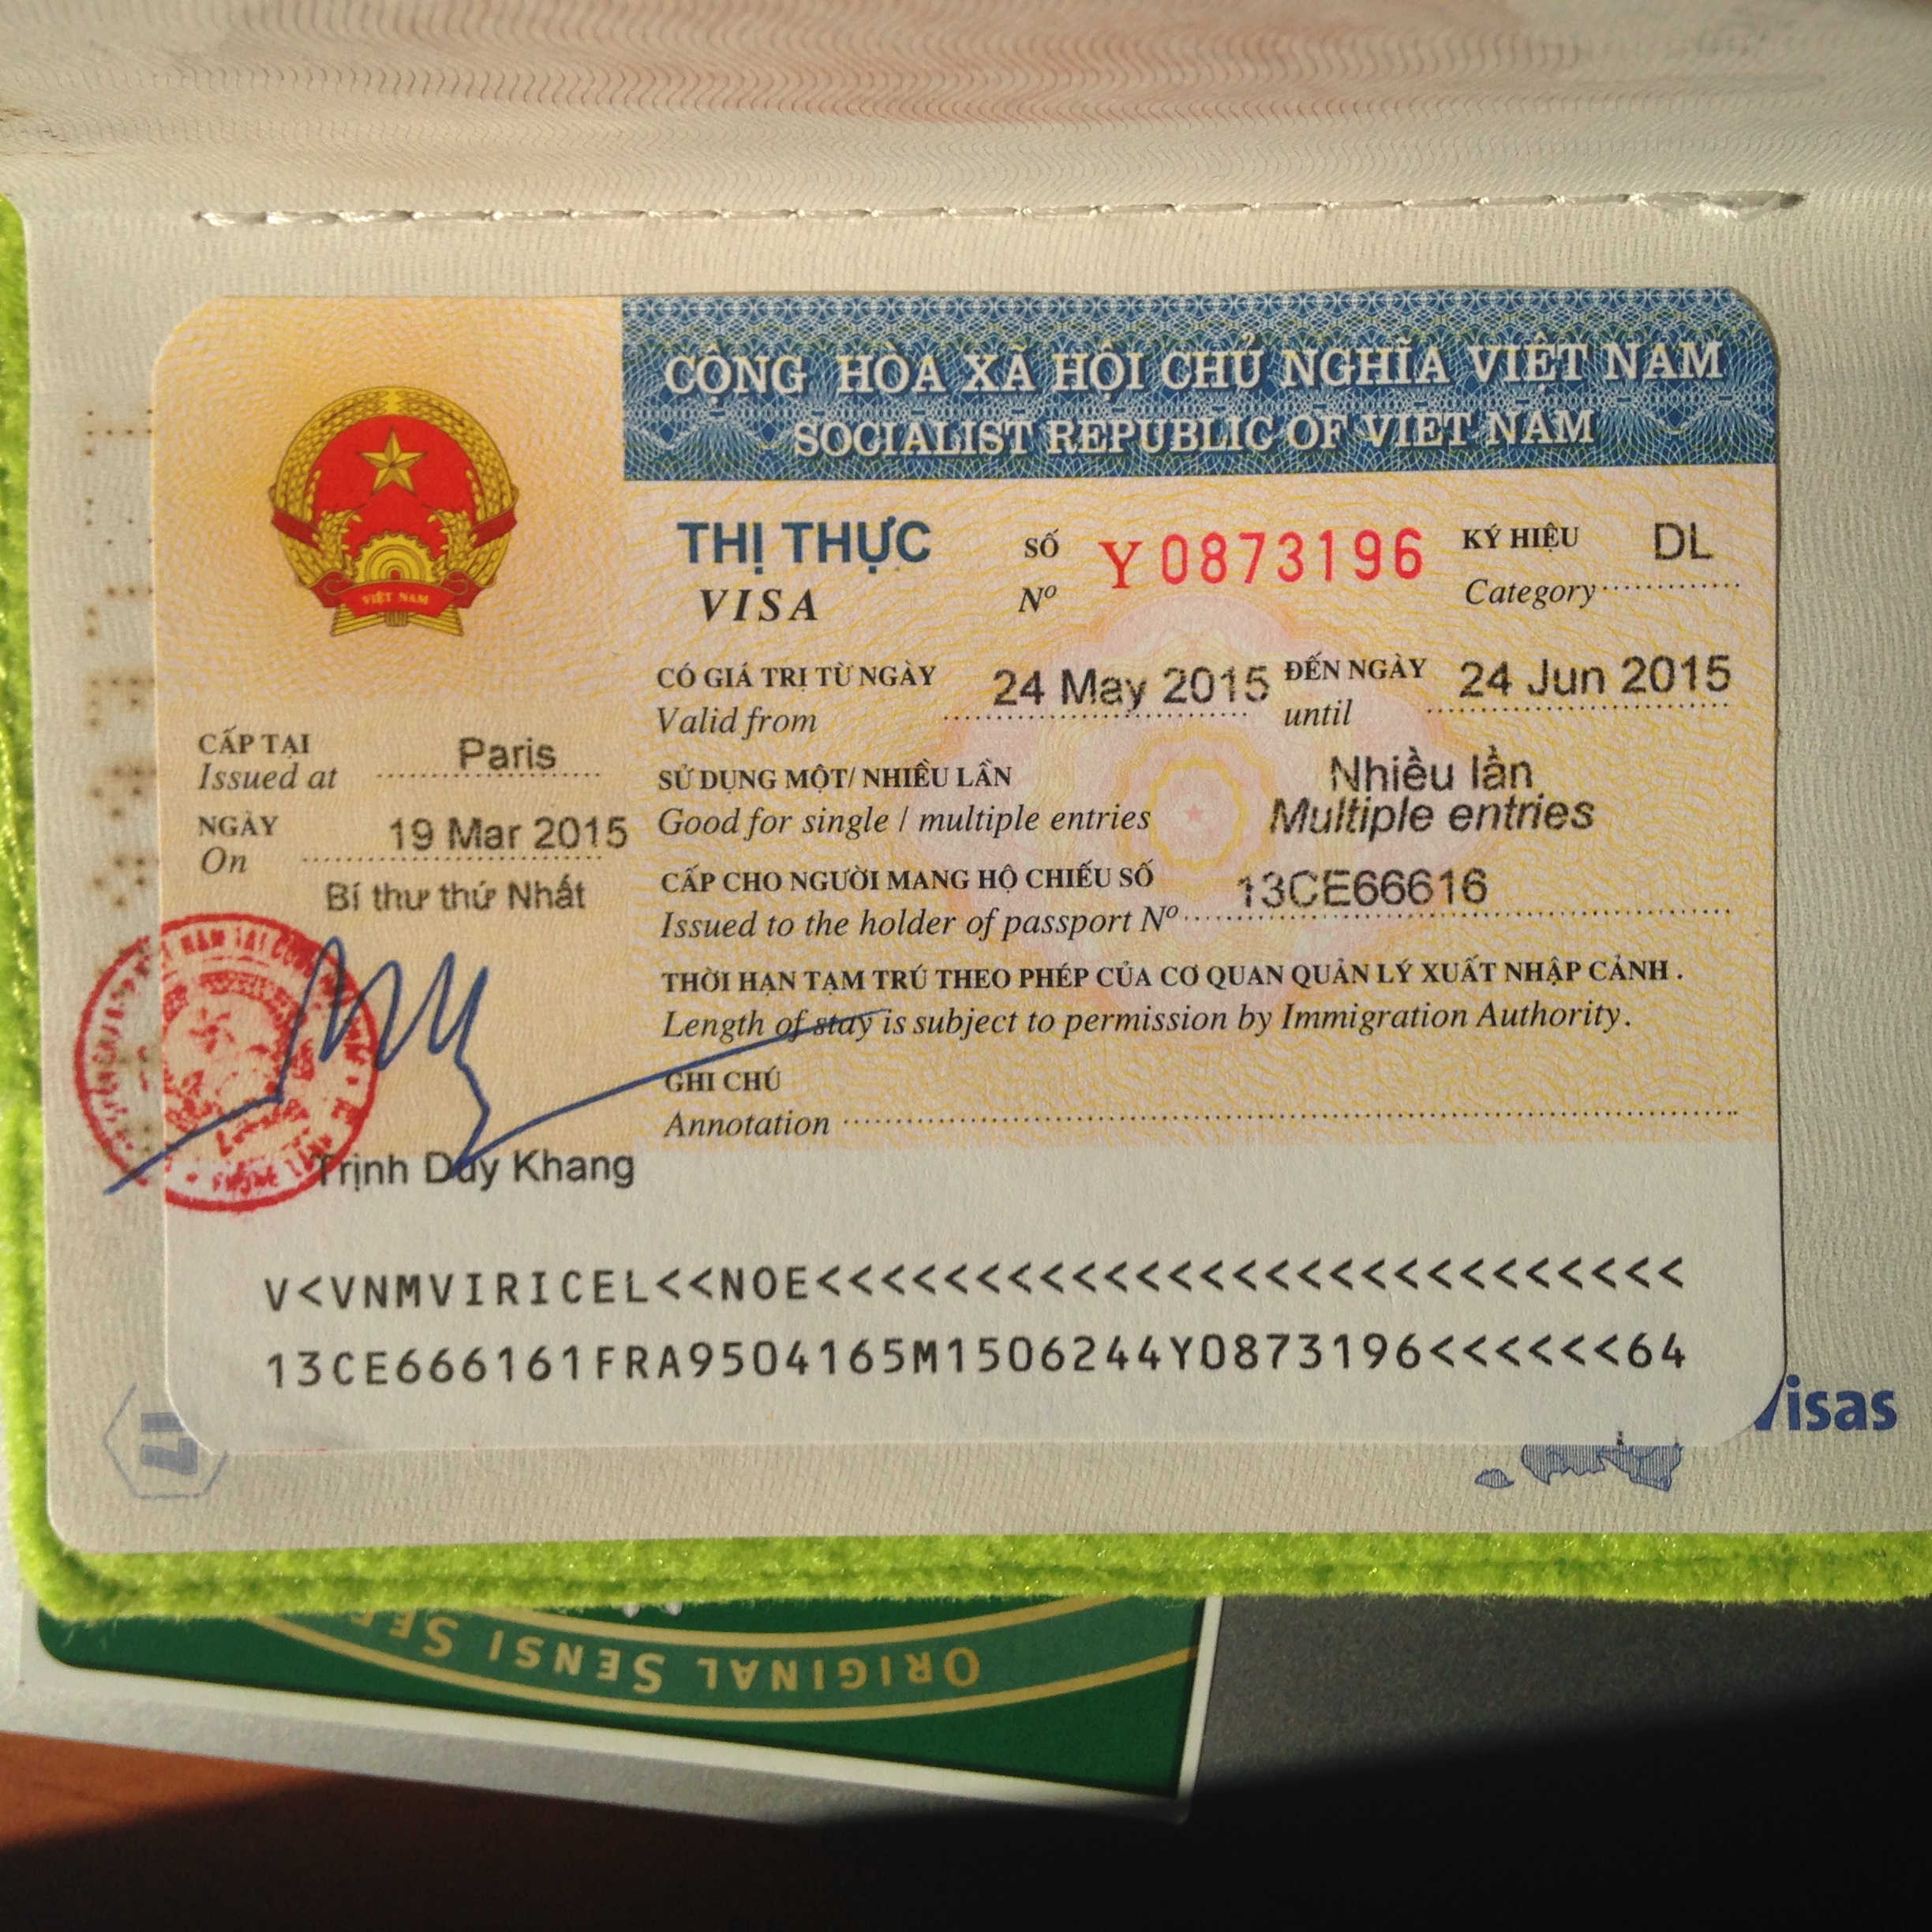 CỘNG HÒA XÃ HỘI CHỦ NGHĨA VIỆT NAM
SOCIALIST REPUBLIC OF VIET NAM
VIỆT NAM
THỊ THỰC SỐ Y0873196 KÝ HIỆU DL
VISA Nº Category
CẤP TẠI
Issued at Paris
NGÀY
On 19 Mar 2015
Bí thư thứ Nhất
Trịnh Duy Khang
CÓ GIÁ TRỊ TỪ NGÀY 24 May 2015 ĐẾN NGÀY 24 Jun 2015
Valid from until
SỬ DỤNG MỘT/ NHIỀU LẦN Nhiều lần
Good for single / multiple entries Multiple entries
CẤP CHO NGƯỜI MANG HỘ CHIẾU SỐ 13CE66616
Issued to the holder of passport Nº
THỜI HẠN TẠM TRÚ THEO PHÉP CỦA CƠ QUAN QUẢN LÝ XUẤT NHẬP CẢNH.
Length of stay is subject to permission by Immigration Authority.
GHI CHÚ
Annotation
V<VNMVIRICEL<<NOE<<<<<<<<<<<<<<<<<<<
13CE666161FRA9504165M1506244Y0873196<<<<<<64
Visas
ORIGINAL SENSI